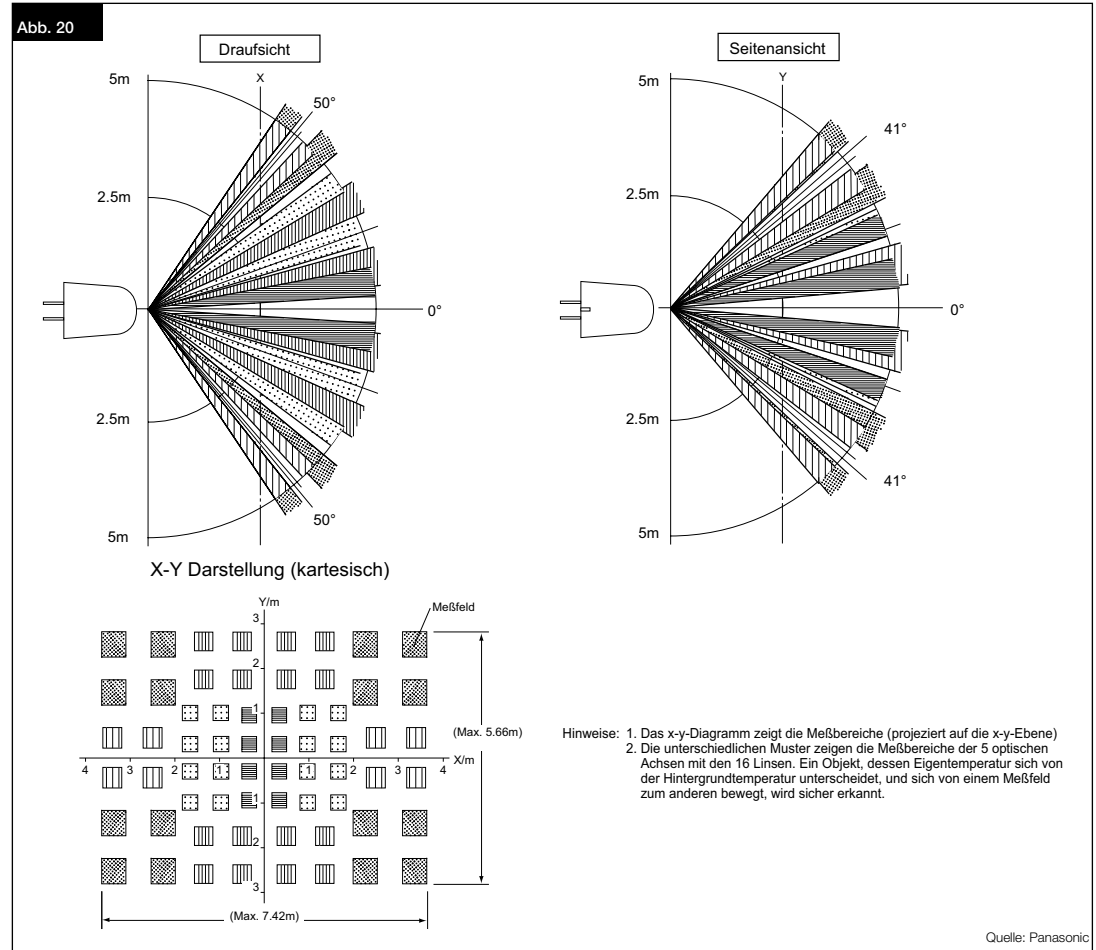 Abb. 20
Draufsicht
X
5m
50°
2.5m
0°
2.5m
50°
5m
Seitenansicht
Y
5m
41°
2.5m
0°
2.5m
41°
5m
X-Y Darstellung (kartesisch)
Y/m
Meßfeld
3
2
1
4 3 2 1 1 2 3 4
X/m
1
2
3
(Max. 5.66m)
(Max. 7.42m)
Hinweise: 1. Das x-y-Diagramm zeigt die Meßbereiche (projeziert auf die x-y-Ebene)
2. Die unterschiedlichen Muster zeigen die Meßbereiche der 5 optischen
Achsen mit den 16 Linsen. Ein Objekt, dessen Eigentemperatur sich von
der Hintergrundtemperatur unterscheidet, und sich von einem Meßfeld
zum anderen bewegt, wird sicher erkannt.
Quelle: Panasonic